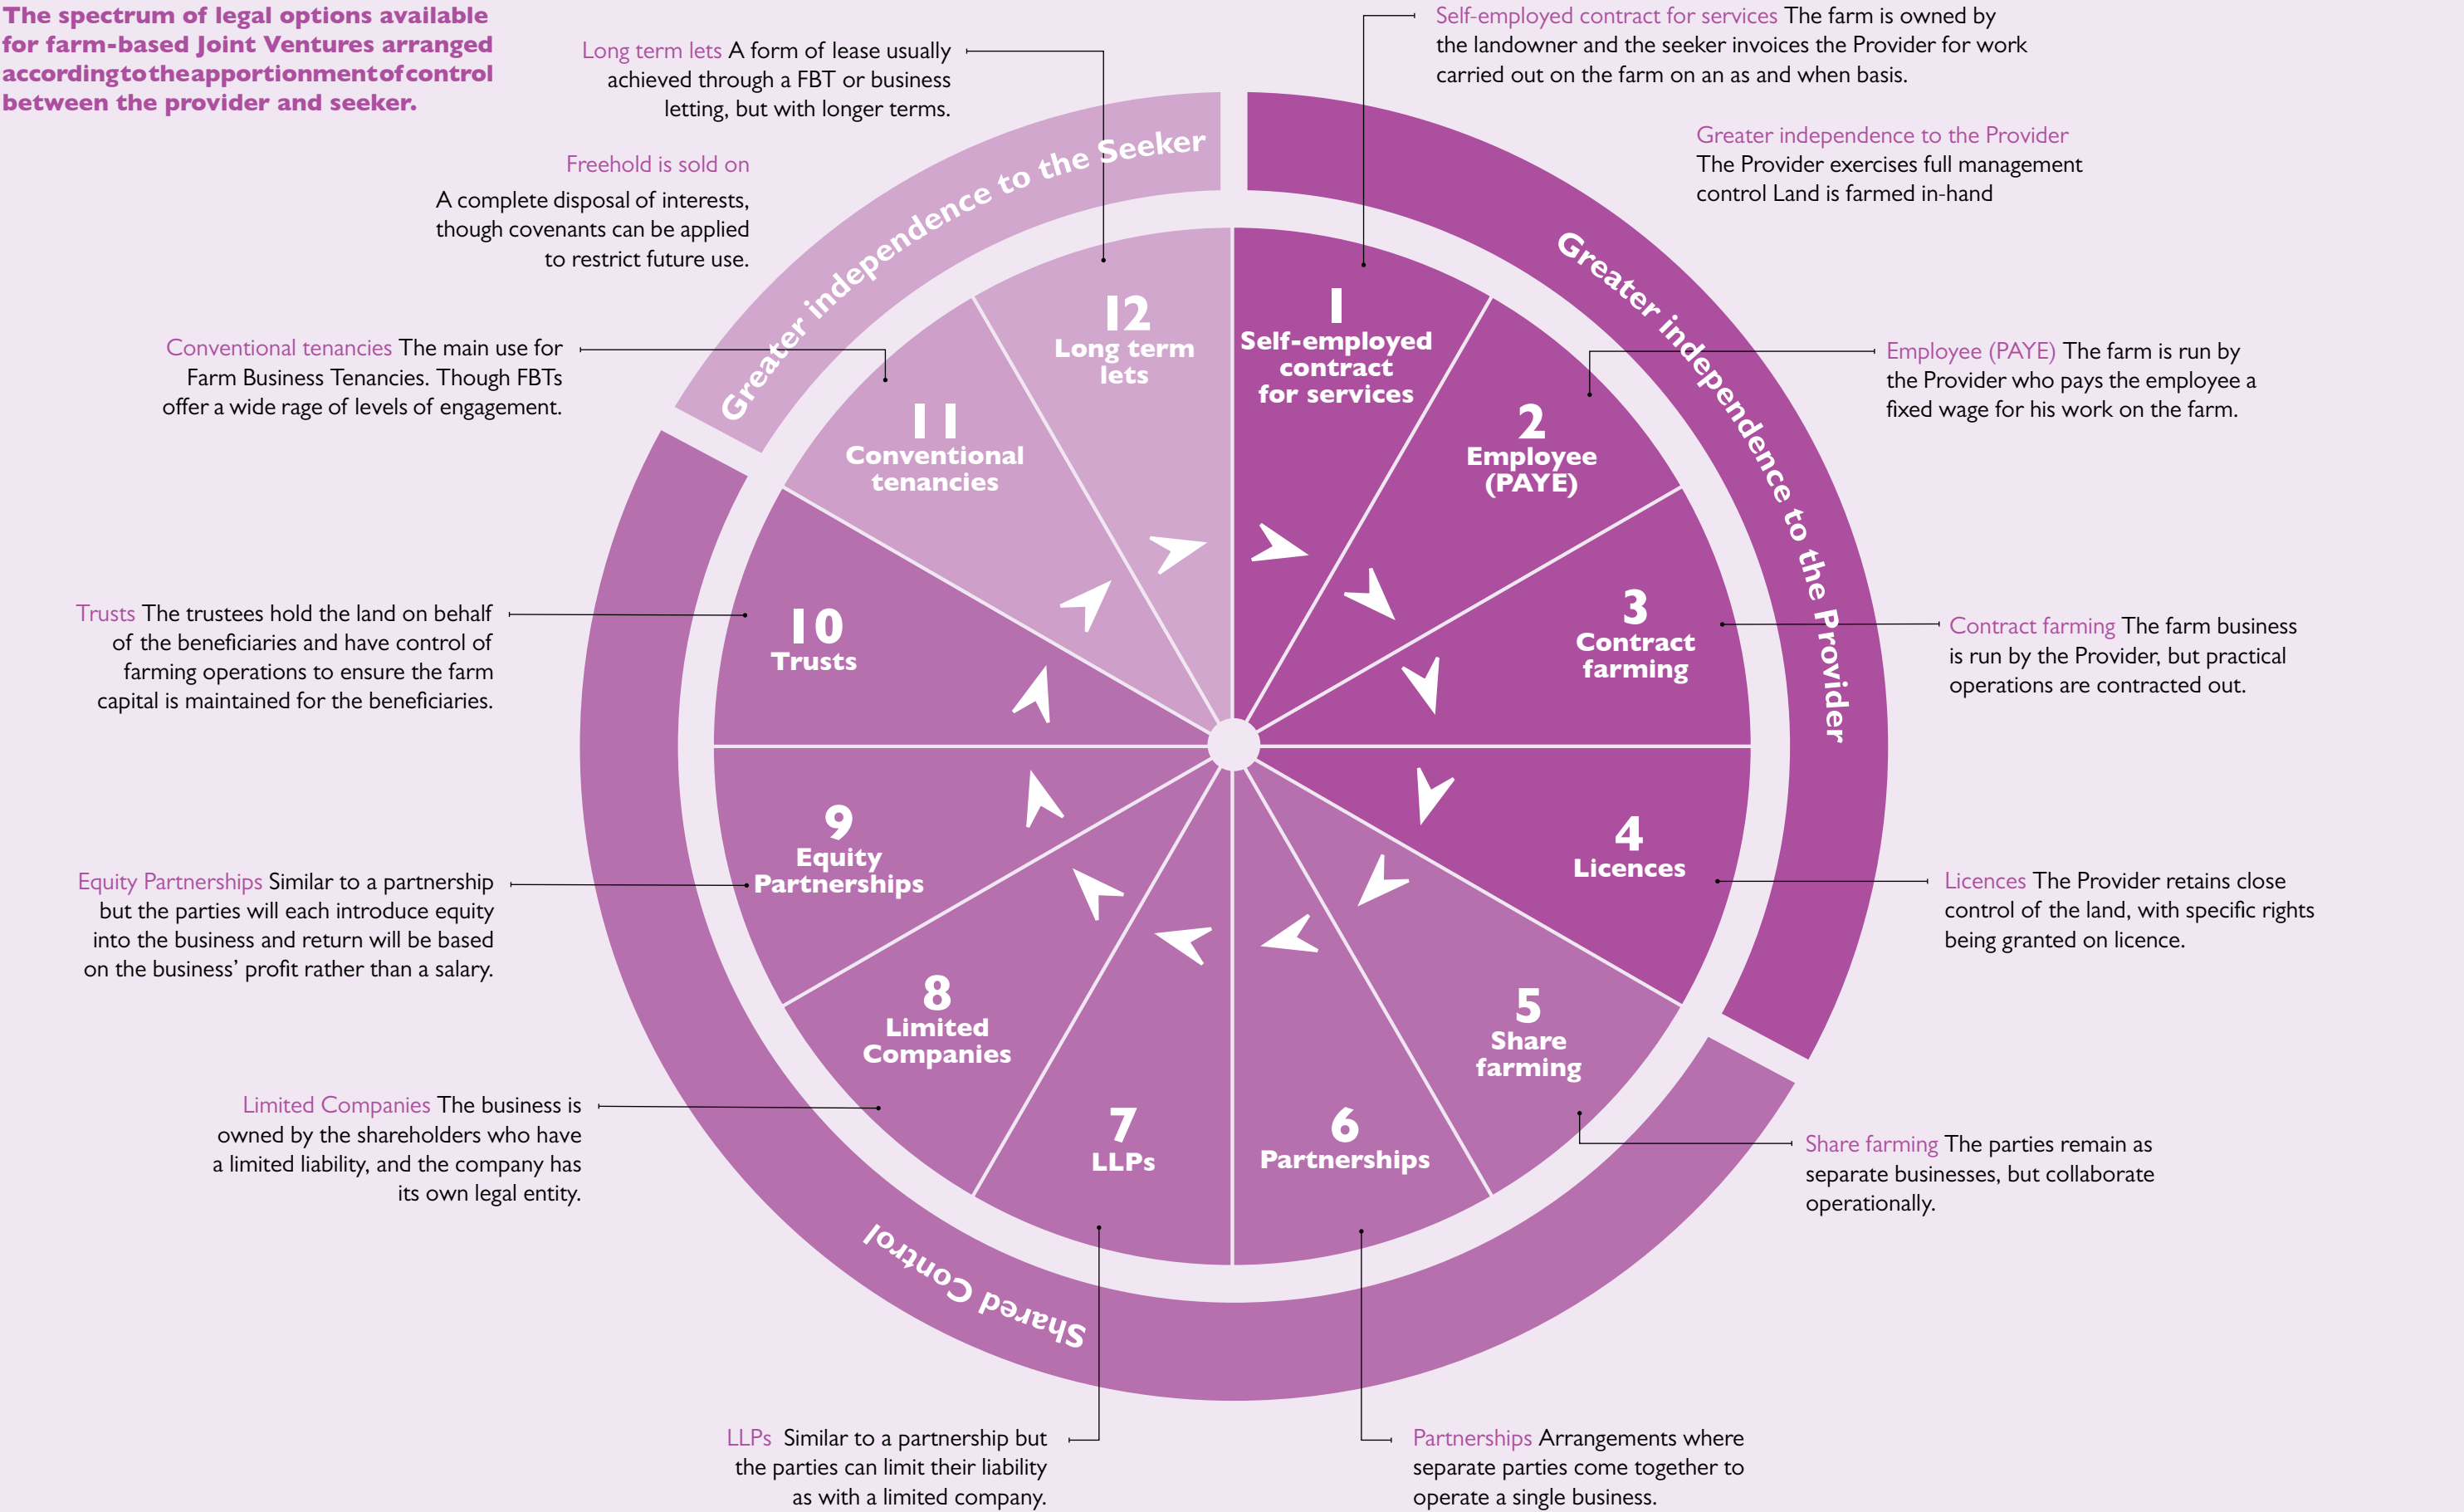 The spectrum of legal options available
for farm-based Joint Ventures arranged
according to the apportionment of control
between the provider and seeker.
Long term lets A form of lease usually
achieved through a FBT or business
letting, but with longer terms.
Freehold is sold on
A complete disposal of interests,
though covenants can be applied
to restrict future use.
Self-employed contract for services The farm is owned by
the landowner and the seeker invoices the Provider for work
carried out on the farm on an as and when basis.
Greater independence to the Provider
The Provider exercises full management
control Land is farmed in-hand
Conventional tenancies The main use for
Farm Business Tenancies. Though FBTs
offer a wide rage of levels of engagement.
Employee (PAYE) The farm is run by
the Provider who pays the employee a
fixed wage for his work on the farm.
Trusts The trustees hold the land on behalf
of the beneficiaries and have control of
farming operations to ensure the farm
capital is maintained for the beneficiaries.
Contract farming The farm business
is run by the Provider, but practical
operations are contracted out.
Equity Partnerships Similar to a partnership
but the parties will each introduce equity
into the business and return will be based
on the business’ profit rather than a salary.
Licences The Provider retains close
control of the land, with specific rights
being granted on licence.
Limited Companies The business is
owned by the shareholders who have
a limited liability, and the company has
its own legal entity.
Share farming The parties remain as
separate businesses, but collaborate
operationally.
LLPs Similar to a partnership but
the parties can limit their liability
as with a limited company.
Partnerships Arrangements where
separate parties come together to
operate a single business.
Greater independence to the Seeker
Greater independence to the Provider
Shared Control
1
Self-employed
contract
for services
2
Employee
(PAYE)
3
Contract
farming
4
Licences
5
Share
farming
6
Partnerships
7
LLPs
8
Limited
Companies
9
Equity
Partnerships
10
Trusts
11
Conventional
tenancies
12
Long term
lets